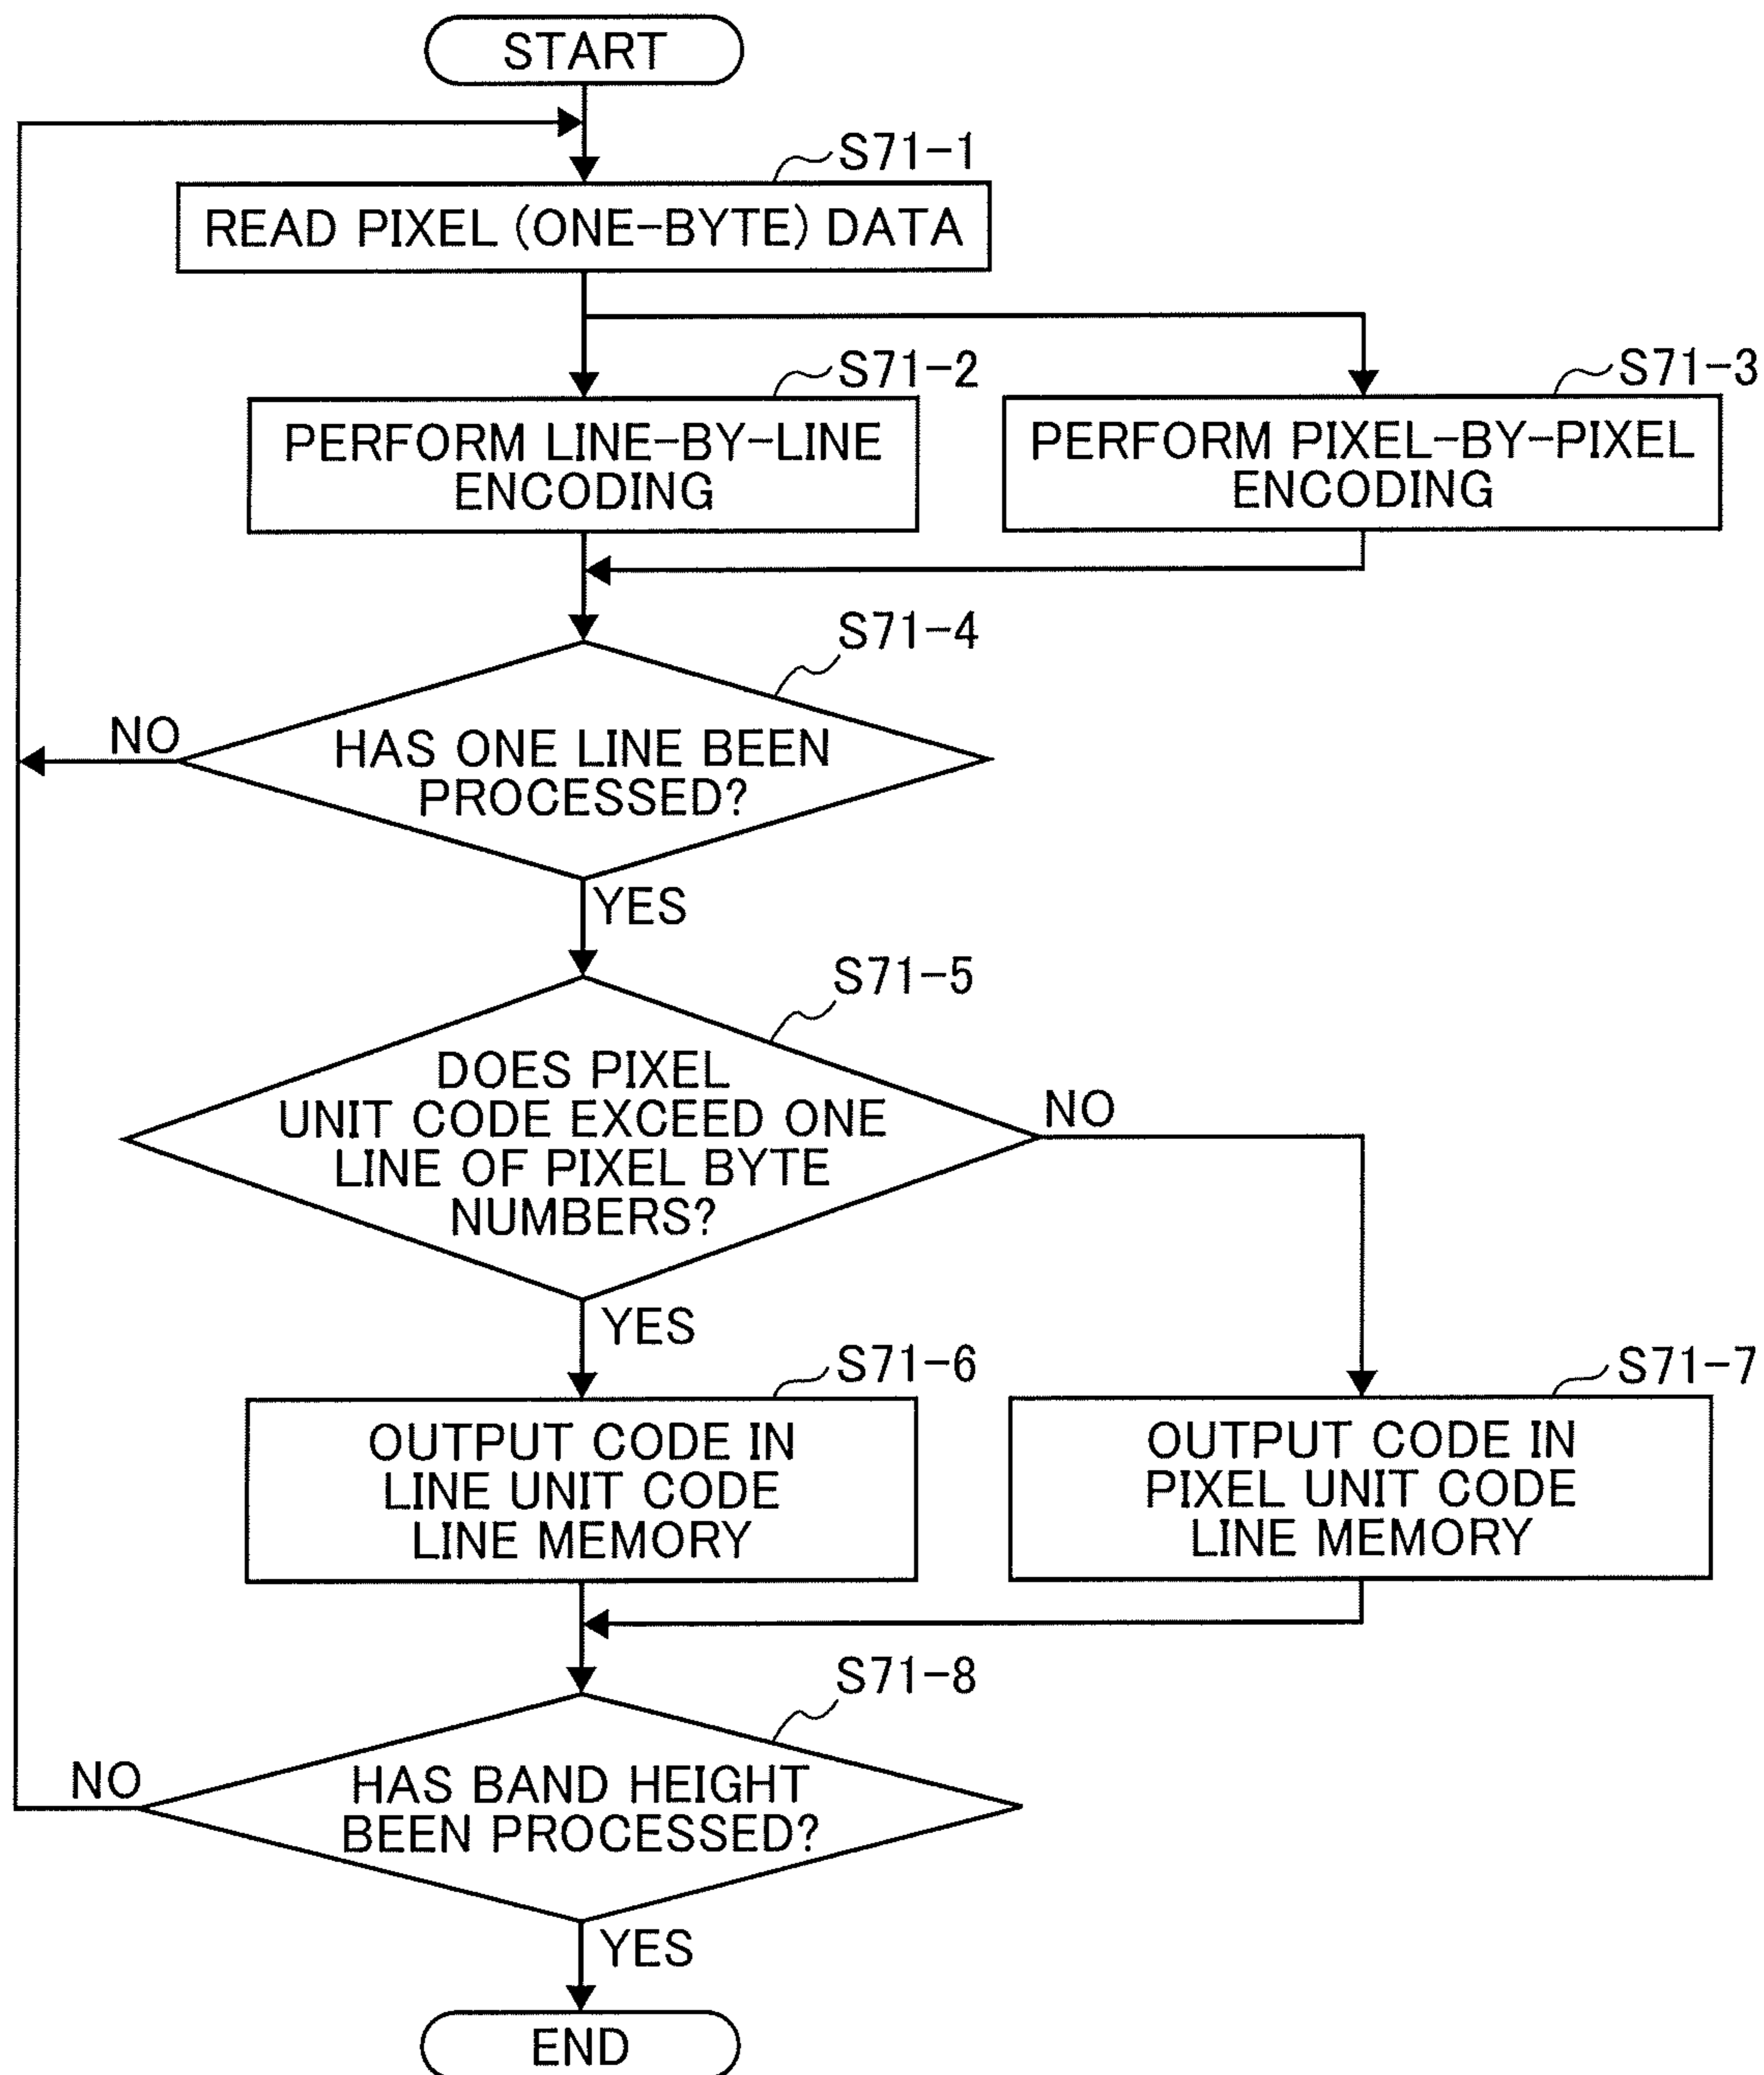 START
S71-1
READ PIXEL (ONE-BYTE) DATA
S71-2
S71-3
PERFORM LINE-BY-LINE
ENCODING
PERFORM PIXEL-BY-PIXEL
ENCODING
S71-4
NO
HAS ONE LINE BEEN
PROCESSED?
YES
S71-5
DOES PIXEL
UNIT CODE EXCEED ONE
LINE OF PIXEL BYTE
NUMBERS?
NO
YES
S71-6
S71-7
OUTPUT CODE IN
LINE UNIT CODE
LINE MEMORY
OUTPUT CODE IN
PIXEL UNIT CODE
LINE MEMORY
S71-8
NO
HAS BAND HEIGHT
BEEN PROCESSED?
YES
END